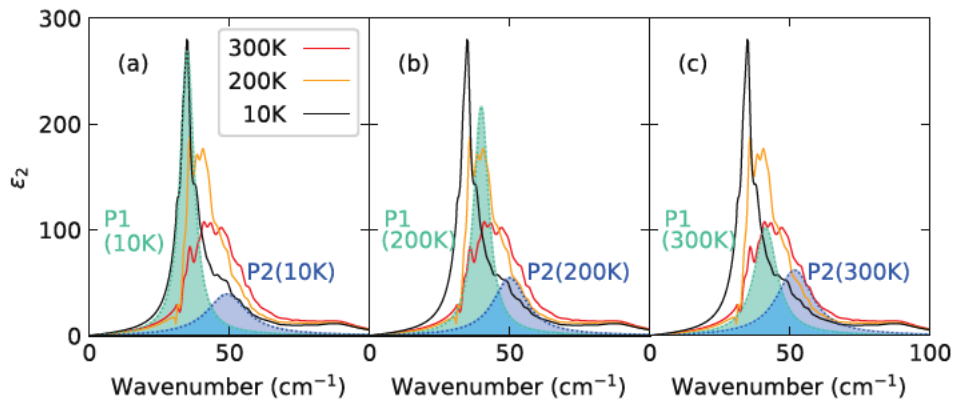 300
200
100
0
ε₂
(a)
300K
200K
10K
P1
(10K)
P2(10K)
(b)
P1
(200K)
P2(200K)
(c)
P1
(300K)
P2(300K)
0
50
0
50
0
50
100
Wavenumber (cm⁻¹)
Wavenumber (cm⁻¹)
Wavenumber (cm⁻¹)